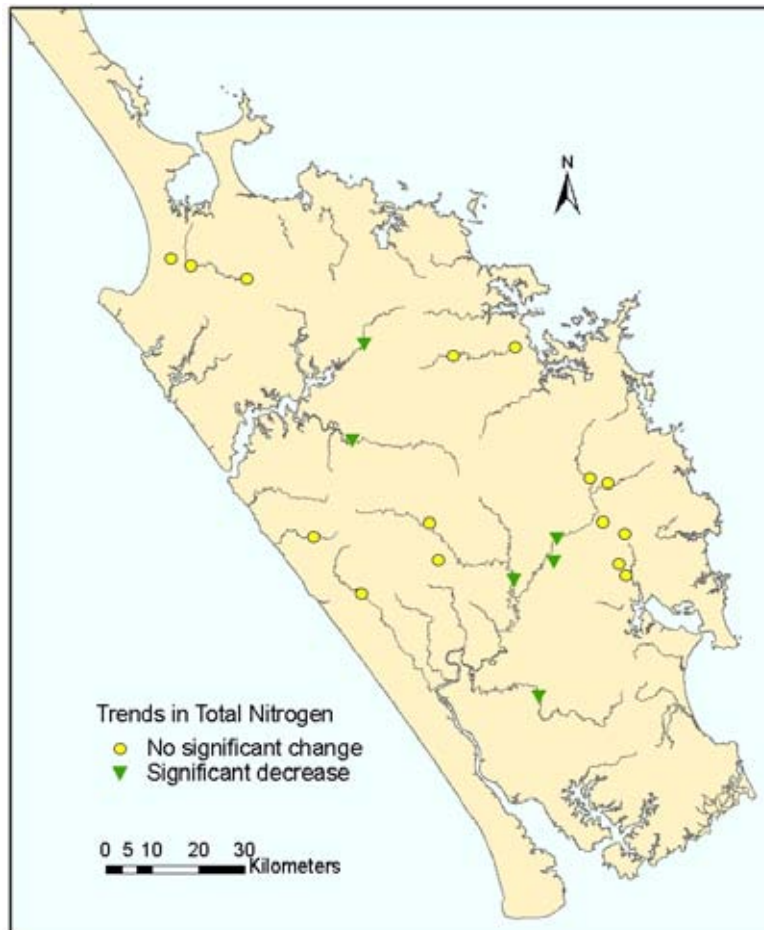 N
Trends in Total Nitrogen
No significant change
Significant decrease
0 5 10 20 30
Kilometers